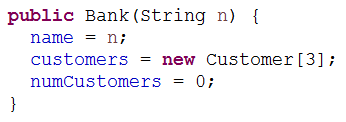 public Bank(String n) {
  name = n;
  customers = new Customer[3];
  numCustomers = 0;
}